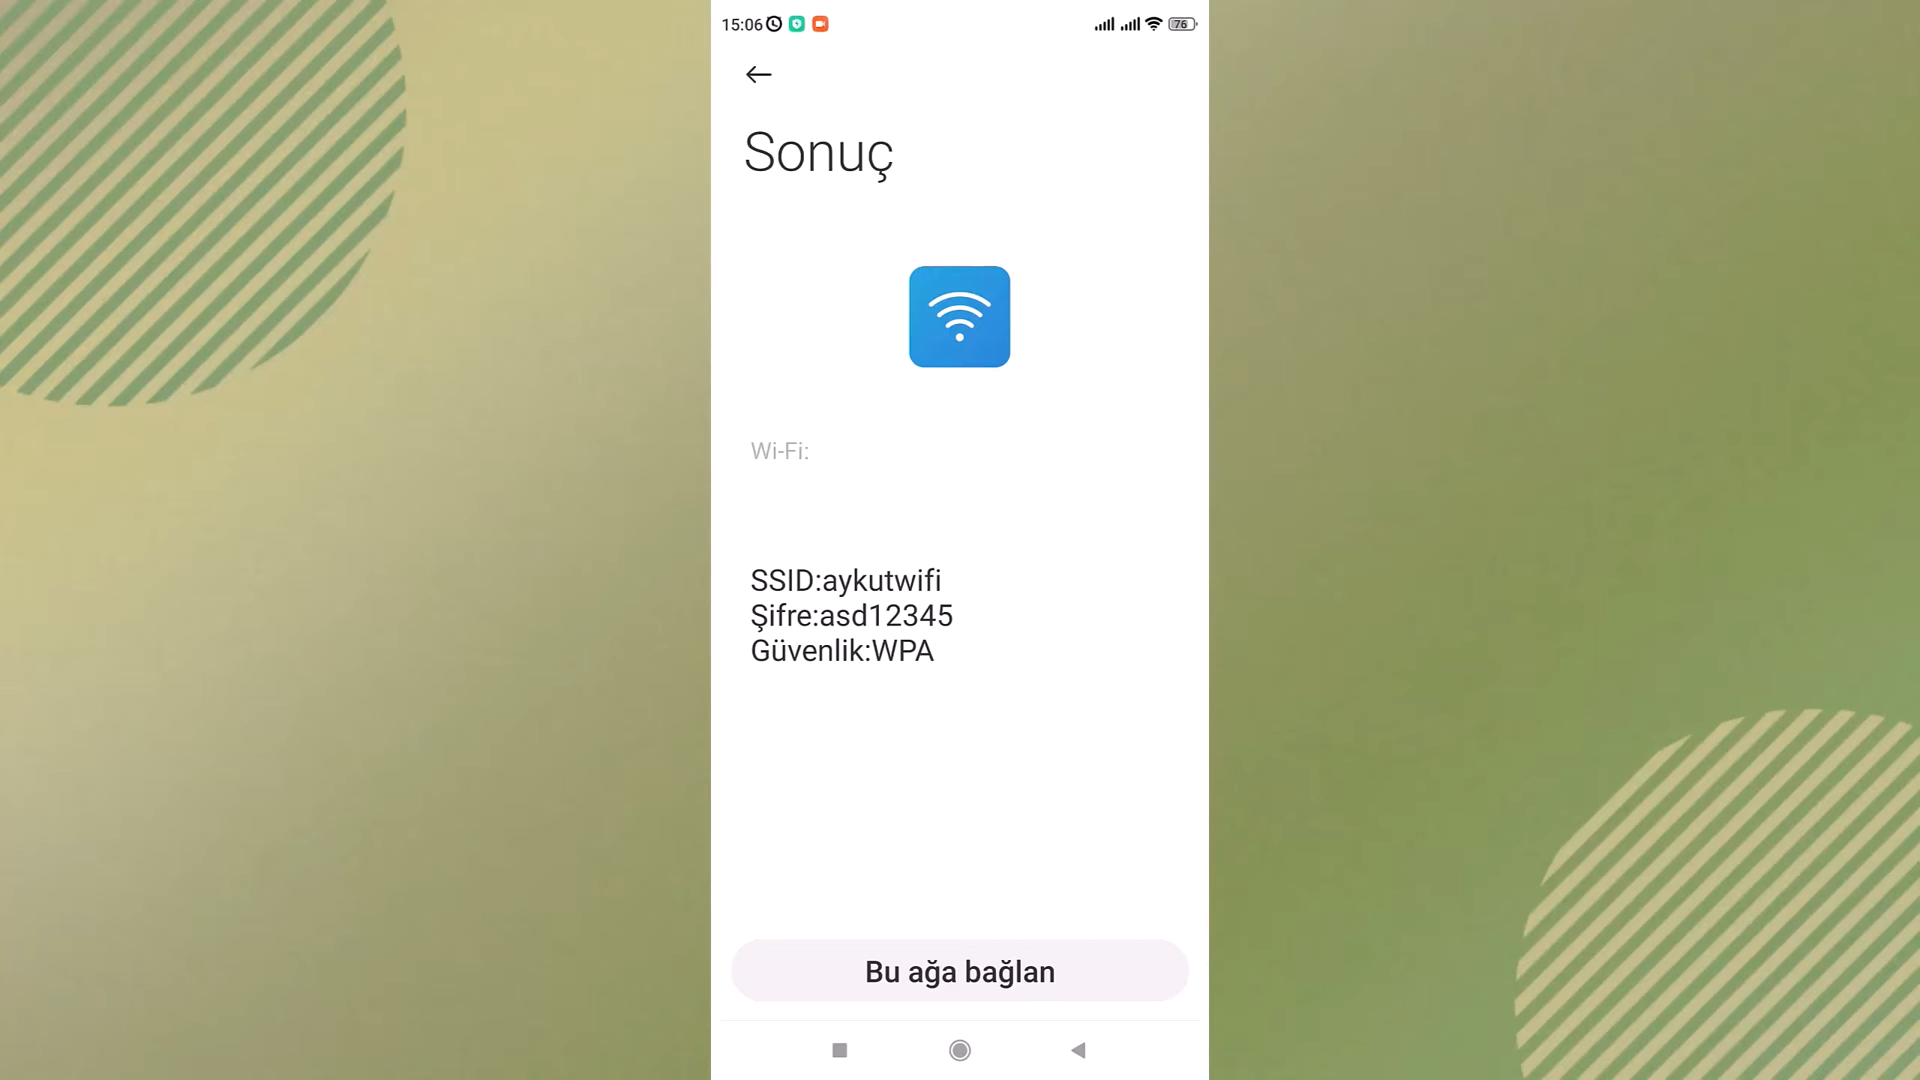 15:06
76
Sonuç
Wi-Fi:
SSID:aykutwifi
Şifre:asd12345
Güvenlik:WPA
Bu ağa bağlan